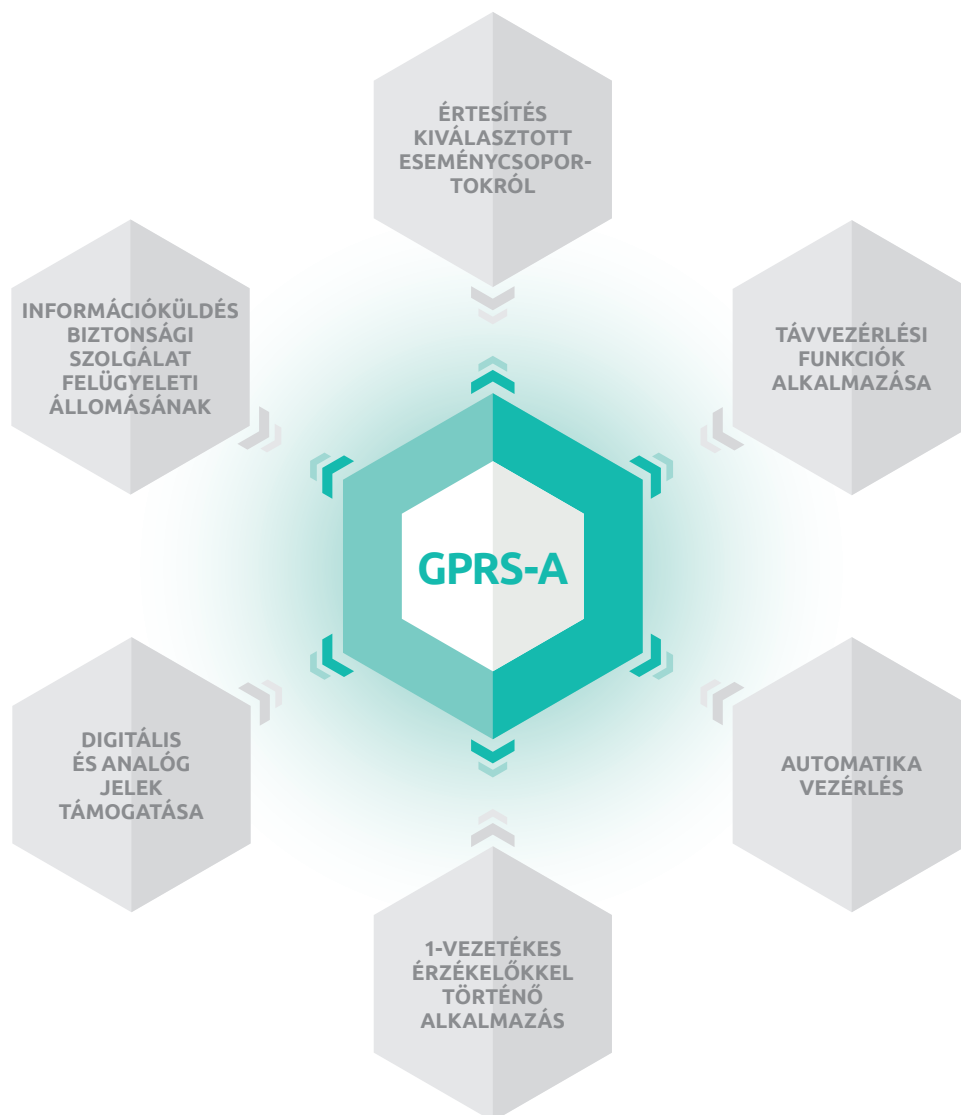 ÉRTESÍTÉS
KIVÁLASZTOTT
ESEMÉNYCSOPOR-
TOKRÓL
INFORMÁCIÓKÜLDÉS
BIZTONSÁGI
SZOLGÁLAT
FELÜGYELETI
ÁLLOMÁSÁNAK
TÁVVEZÉRLÉSI
FUNKCIÓK
ALKALMAZÁSA
GPRS-A
DIGITÁLIS
ÉS ANALÓG
JELEK
TÁMOGATÁSA
AUTOMATIKA
VEZÉRLÉS
1-VEZETÉKES
ÉRZÉKELŐKKEL
TÖRTÉNŐ
ALKALMAZÁS